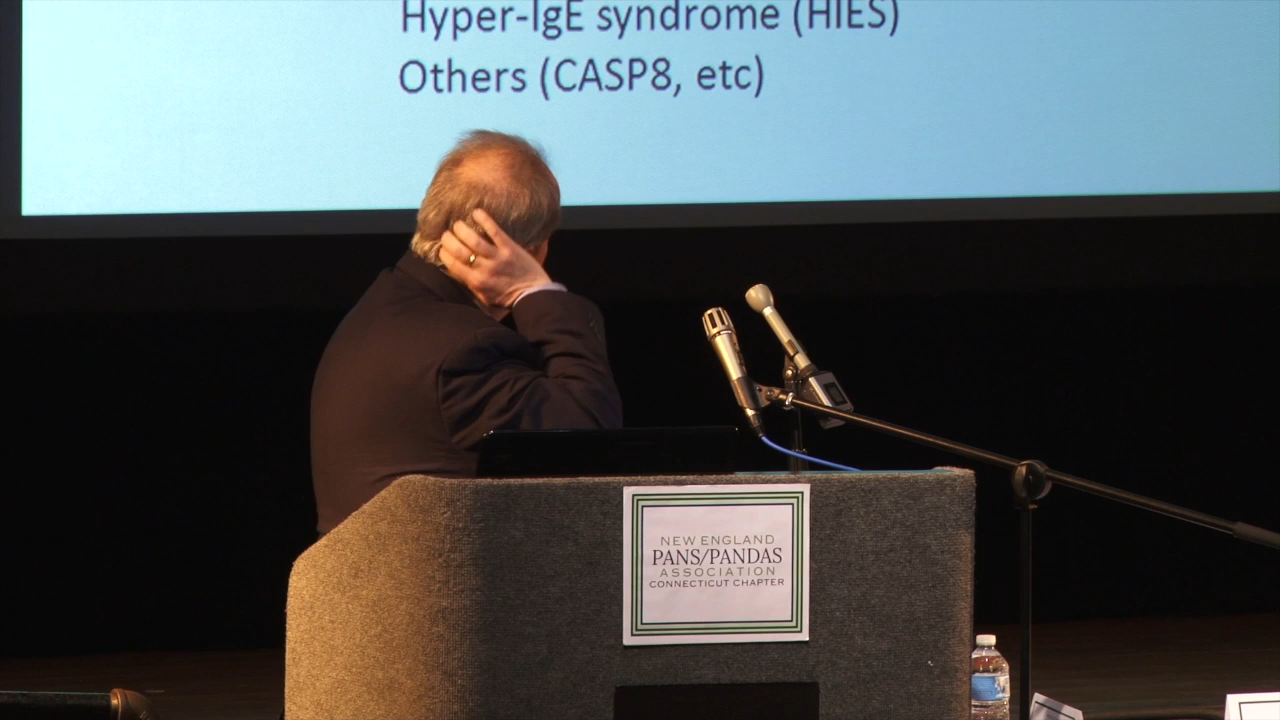 Hyper-IgE syndrome (HIES)
Others (CASP8, etc)
NEW ENGLAND
PANS/PANDAS
ASSOCIATION
CONNECTICUT CHAPTER